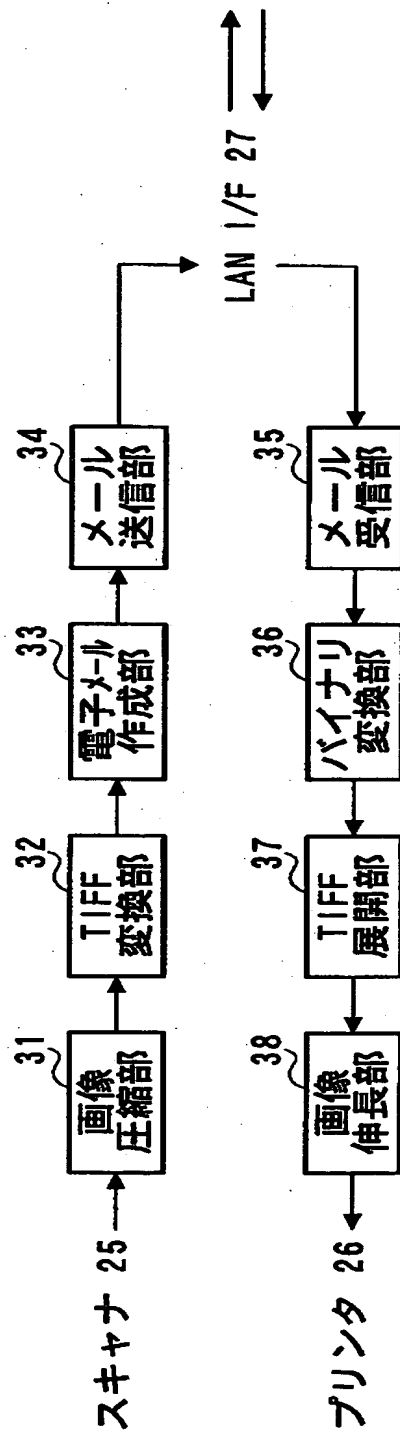 スキャナ 25
31
画像
圧縮部
32
TIFF
変換部
33
電子メール
作成部
34
メール
送信部
LAN I/F 27
35
メール
受信部
36
バイナリ
変換部
37
TIFF
展開部
38
画像
伸長部
プリンタ 26